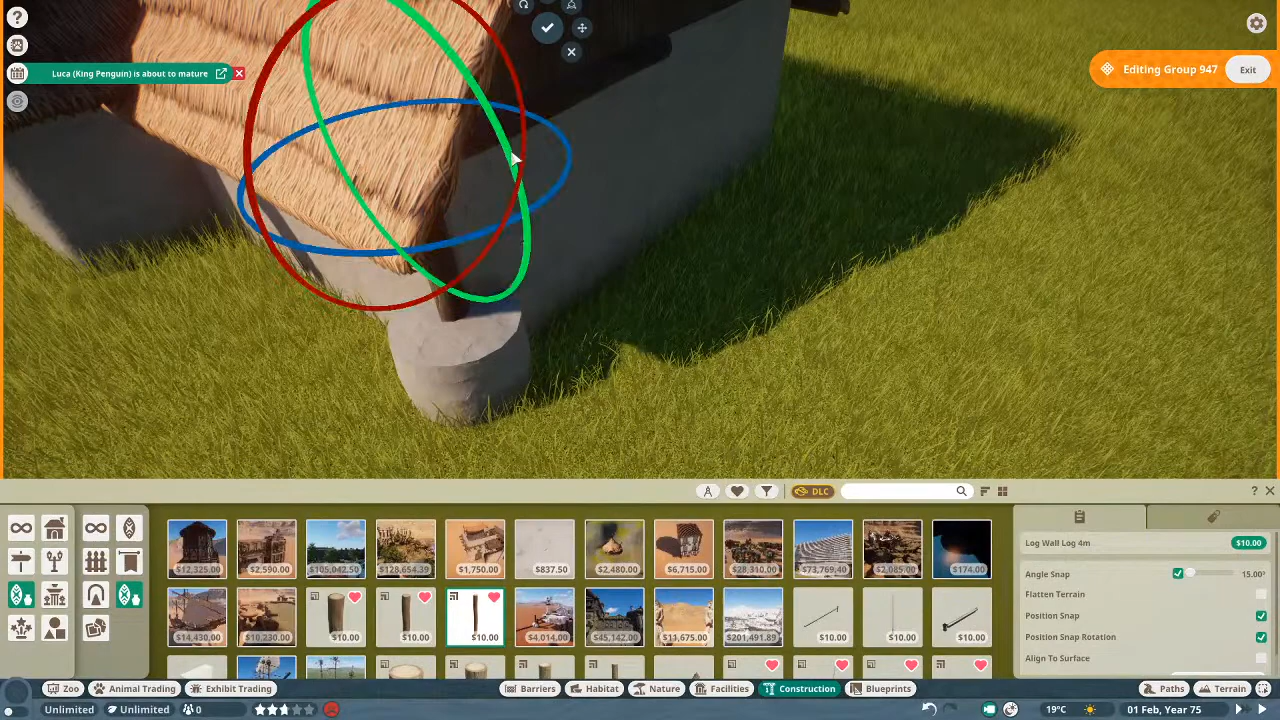 ?
Luca (King Penguin) is about to mature
Editing Group 947
Exit
DLC
?
$12,325.00
$2,590.00
$105,042.50
$128,654.39
$1,750.00
$837.50
$2,480.00
$6,715.00
$28,310.00
$73,769.40
$2,085.00
$174.00
$14,430.00
$10,230.00
$10.00
$10.00
$10.00
$4,014.00
$45,142.00
$11,675.00
$201,491.89
$10.00
$10.00
$10.00
Log Wall Log 4m
$10.00
Angle Snap
15.00°
Flatten Terrain
Position Snap
Position Snap Rotation
Align To Surface
Zoo
Animal Trading
Exhibit Trading
Barriers
Habitat
Nature
Facilities
Construction
Blueprints
Paths
Terrain
Unlimited
Unlimited
0
19°C
01 Feb, Year 75